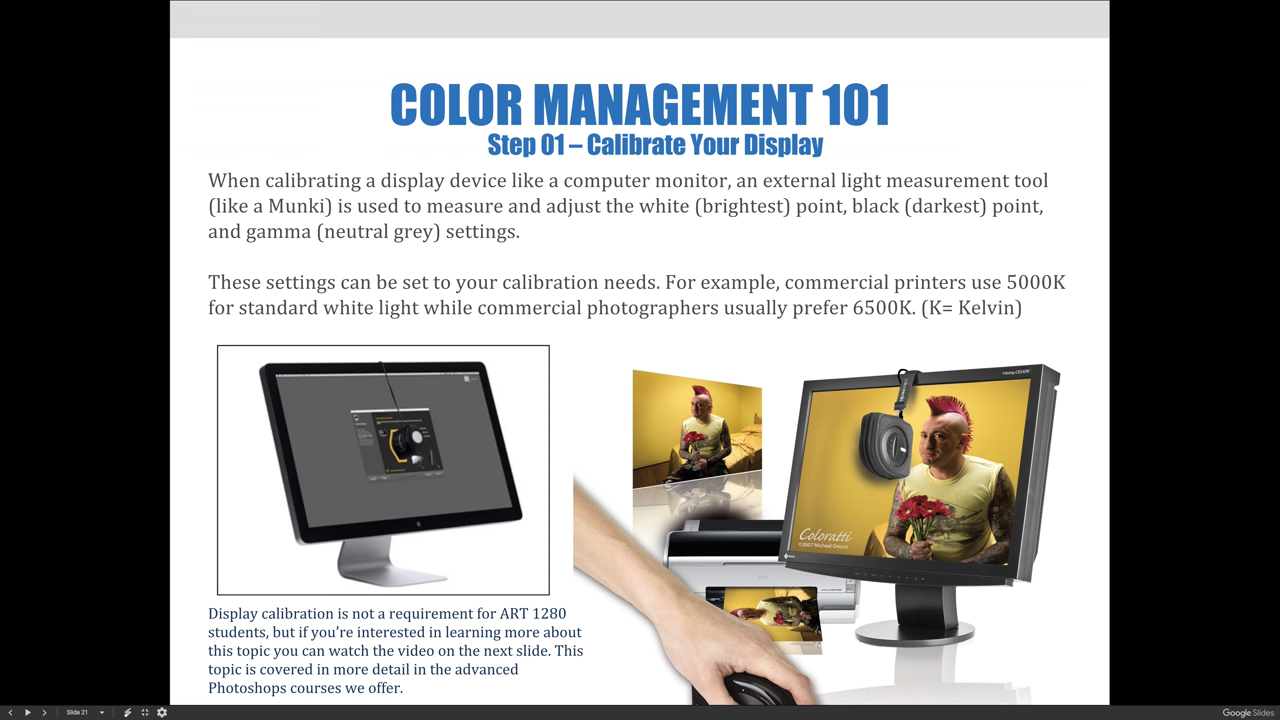 COLOR MANAGEMENT 101
Step 01 – Calibrate Your Display
When calibrating a display device like a computer monitor, an external light measurement tool
(like a Munki) is used to measure and adjust the white (brightest) point, black (darkest) point,
and gamma (neutral grey) settings.
These settings can be set to your calibration needs. For example, commercial printers use 5000K
for standard white light while commercial photographers usually prefer 6500K. (K= Kelvin)
Coloratti
©2007 Micheal Grecco
Display calibration is not a requirement for ART 1280
students, but if you’re interested in learning more about
this topic you can watch the video on the next slide. This
topic is covered in more detail in the advanced
Photoshops courses we offer.
Slide 21
Google Slides